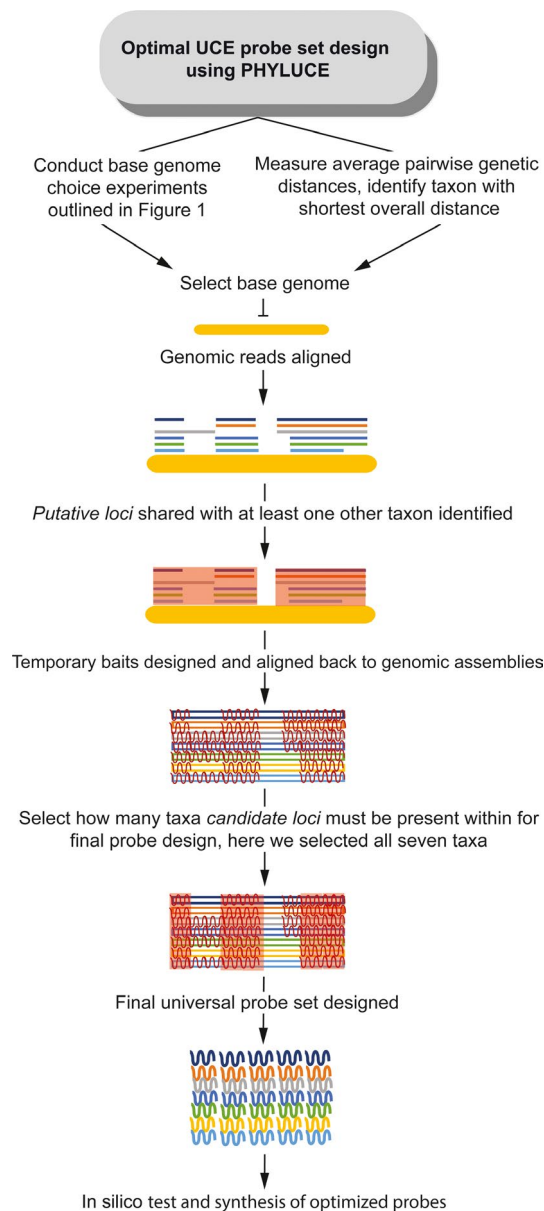 Optimal UCE probe set design
using PHYLUCE
Conduct base genome
choice experiments
outlined in Figure 1
Measure average pairwise genetic
distances, identify taxon with
shortest overall distance
Select base genome
Genomic reads aligned
Putative loci shared with at least one other taxon identified
Temporary baits designed and aligned back to genomic assemblies
Select how many taxa candidate loci must be present within for
final probe design, here we selected all seven taxa
Final universal probe set designed
In silico test and synthesis of optimized probes